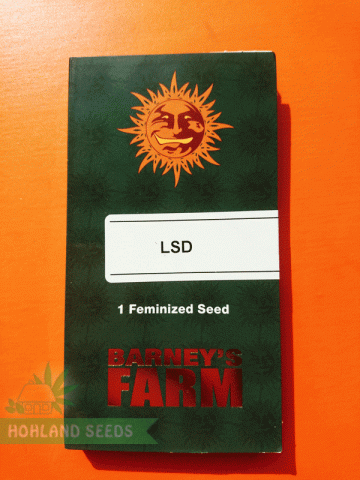 LSD
1 Feminized Seed
BARNEY'S
FARM
HOHLAND SEEDS